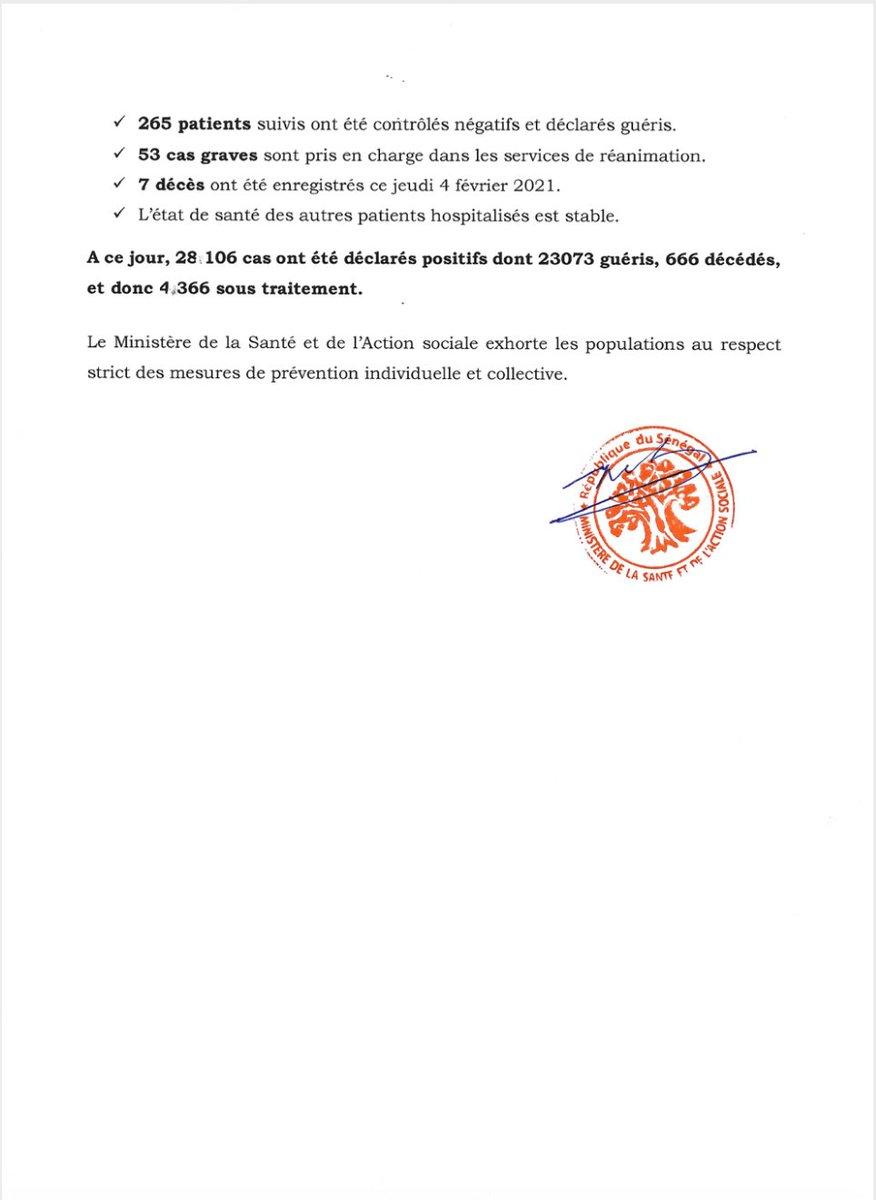 ✓ 265 patients suivis ont été contrôlés négatifs et déclarés guéris.
✓ 53 cas graves sont pris en charge dans les services de réanimation.
✓ 7 décès ont été enregistrés ce jeudi 4 février 2021.
✓ L'état de santé des autres patients hospitalisés est stable.
A ce jour, 28 106 cas ont été déclarés positifs dont 23073 guéris, 666 décédés,
et donc 4.366 sous traitement.
Le Ministère de la Santé et de l'Action sociale exhorte les populations au respect
strict des mesures de prévention individuelle et collective.
République du Sénégal
MINISTERE DE LA SANTE ET DE L'ACTION SOCIALE